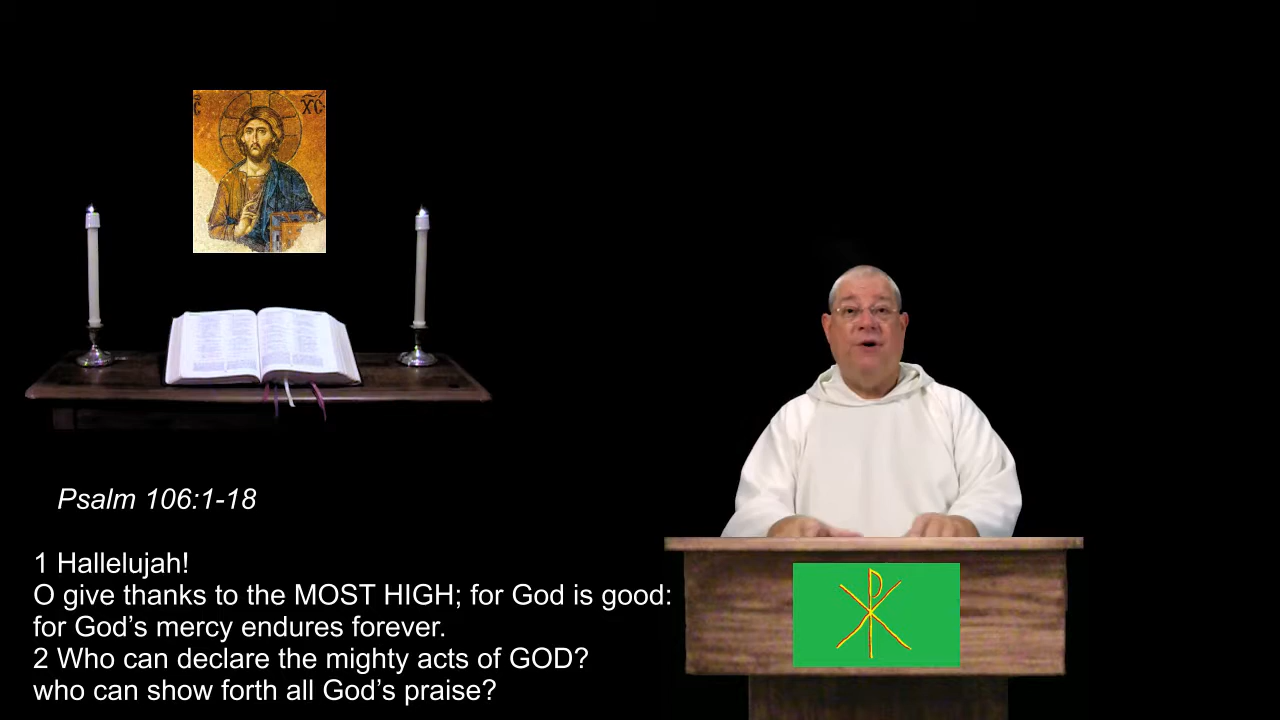 C XC
Psalm 106:1-18
1 Hallelujah!
O give thanks to the MOST HIGH; for God is good:
for God’s mercy endures forever.
2 Who can declare the mighty acts of GOD?
who can show forth all God’s praise?